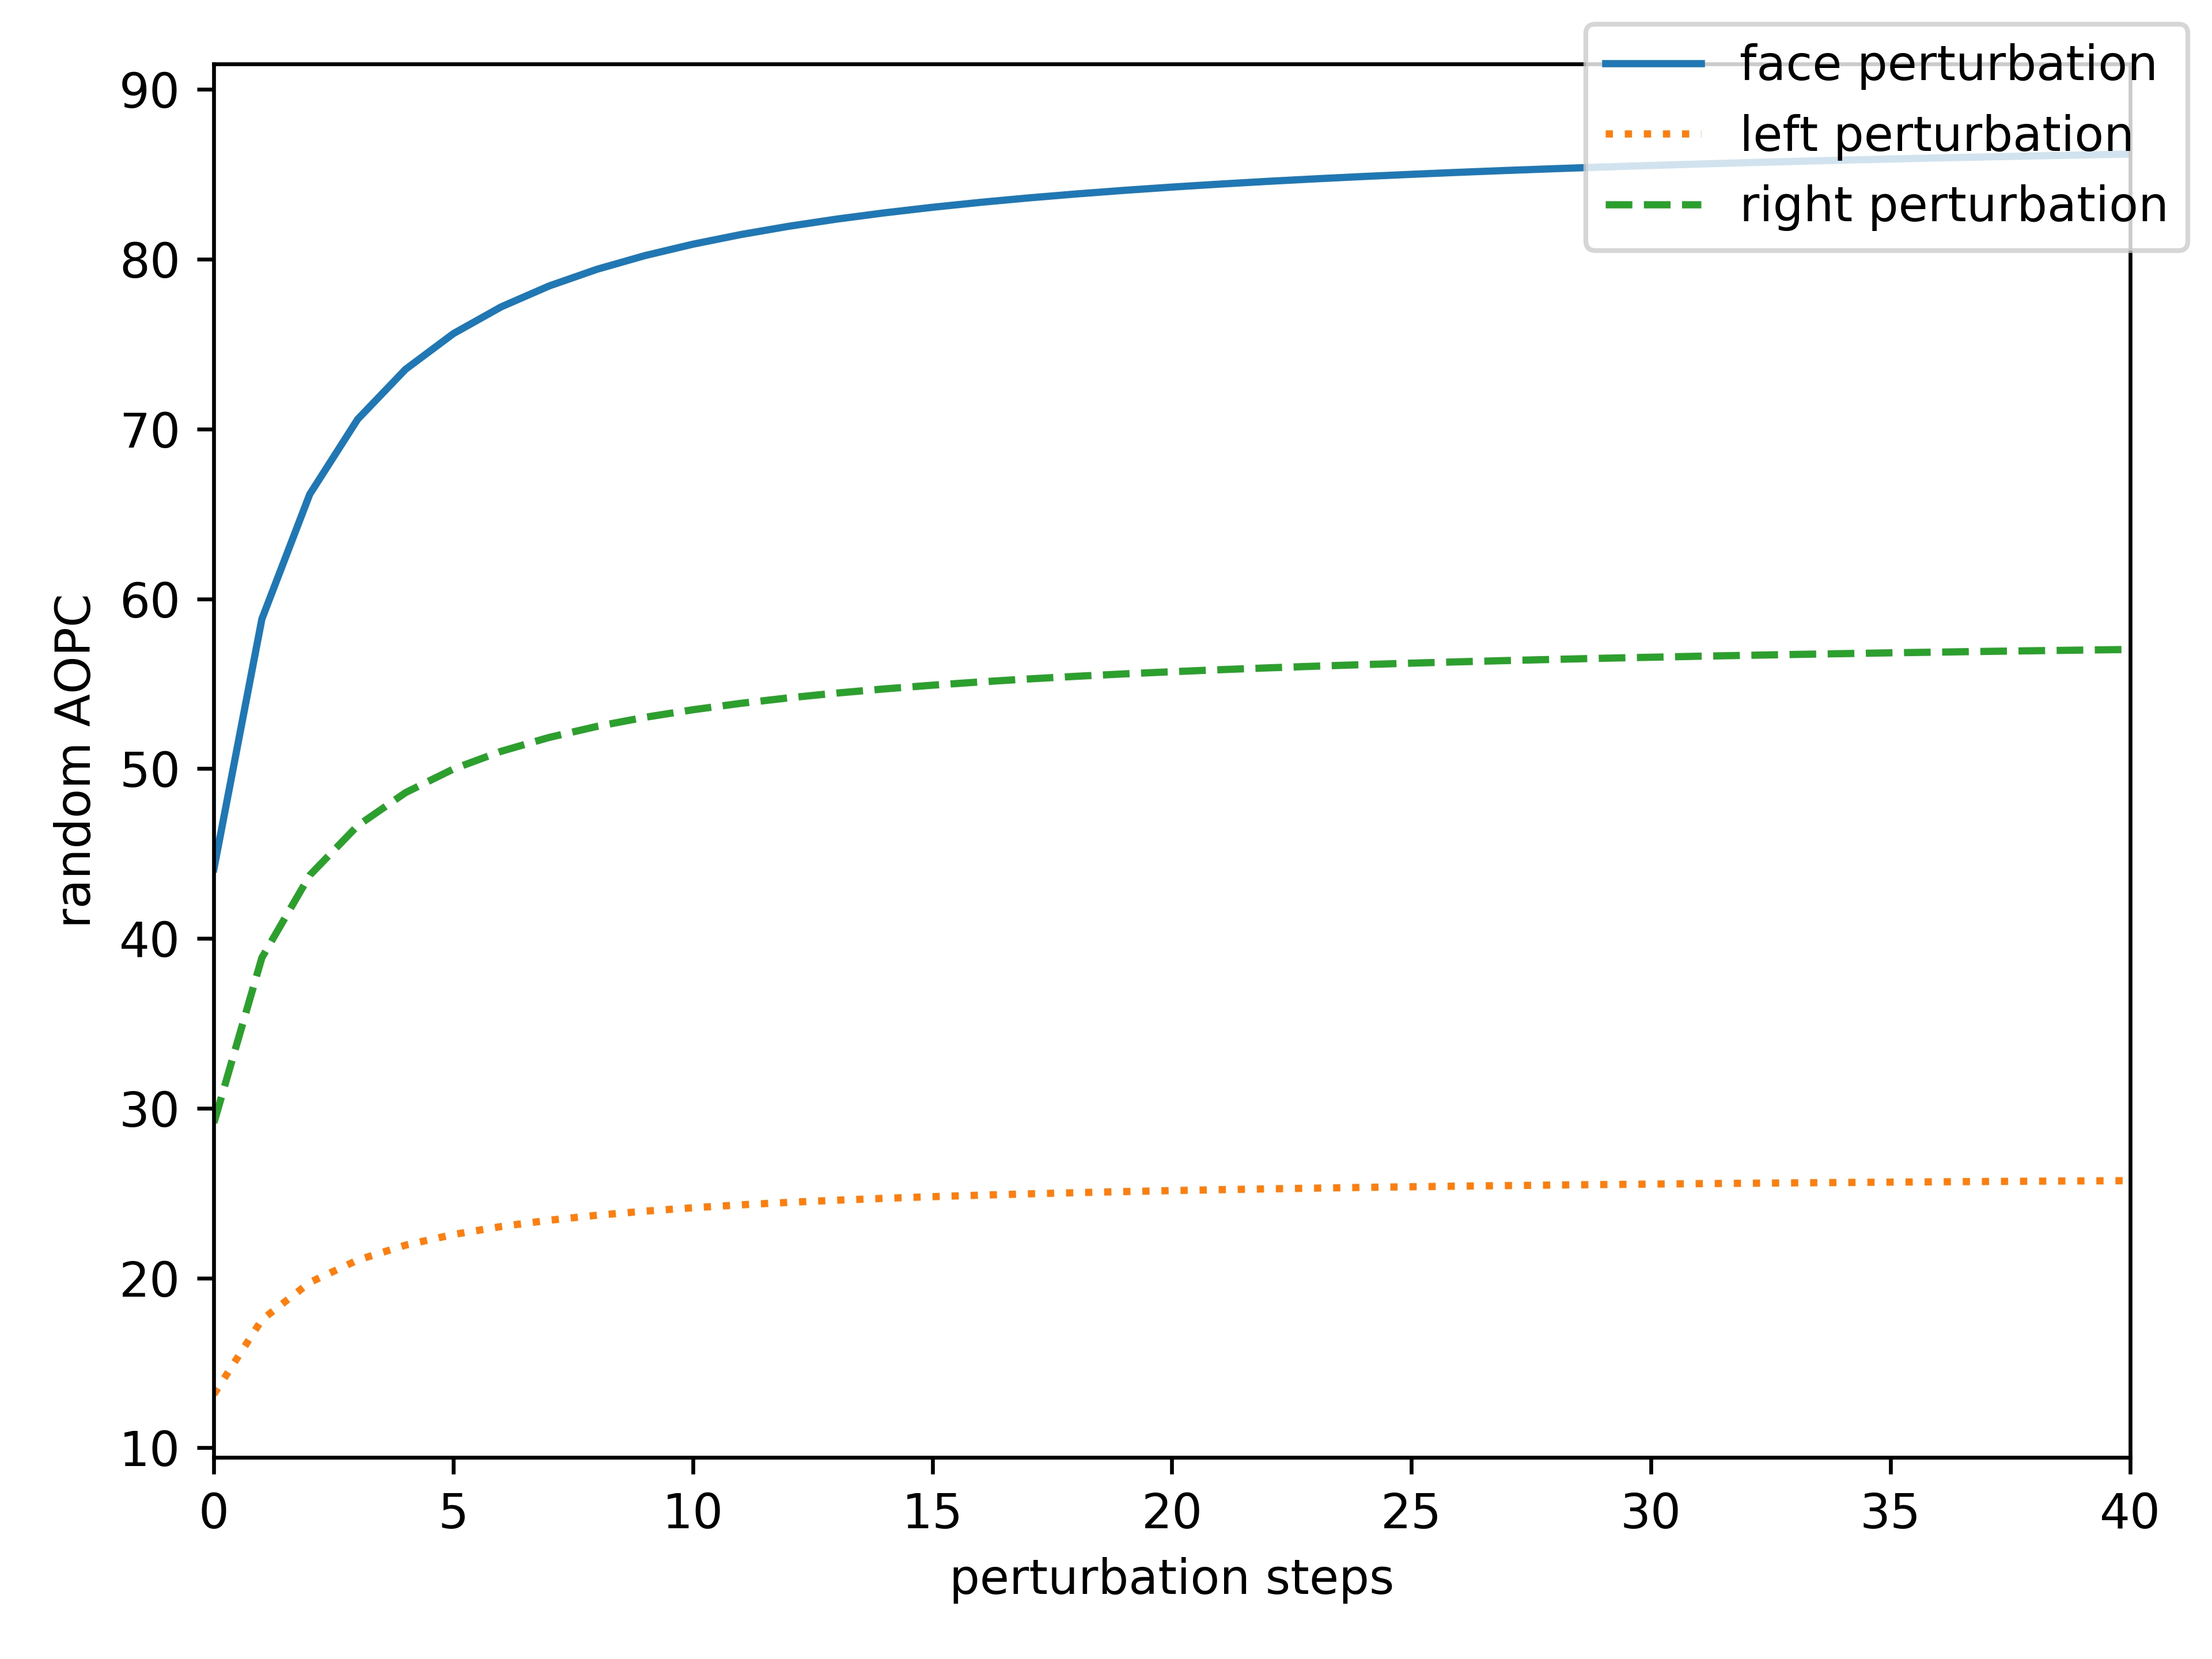 face perturbation
left perturbation
right perturbation
90
80
70
60
50
40
30
20
10
random AOPC
0 5 10 15 20 25 30 35 40
perturbation steps